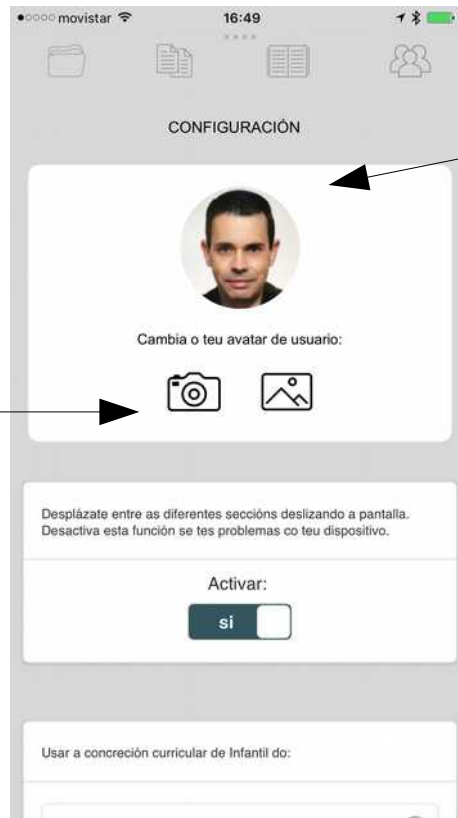 movistar 16:49
CONFIGURACIÓN
Cambia o teu avatar de usuario:
Desplázate entre as diferentes seccións deslizando a pantalla.
Desactiva esta función se tes problemas co teu dispositivo.
Activar:
si
Usar a concreción curricular de Infantil do: